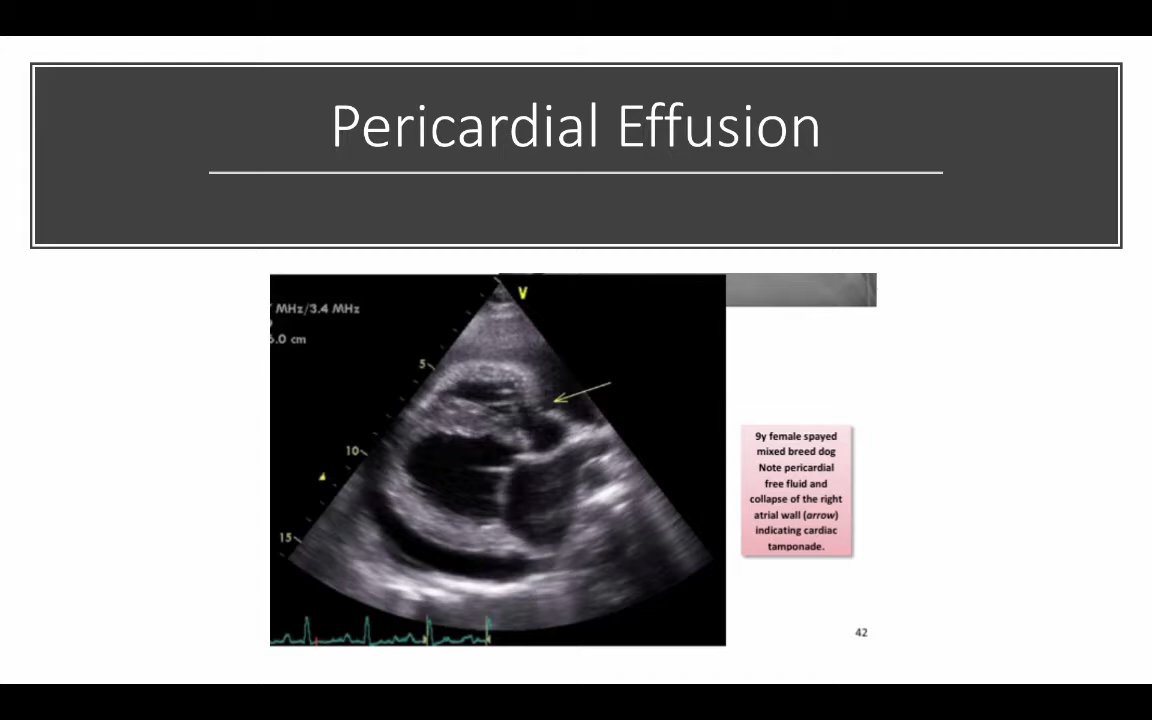 Pericardial Effusion
V
MHz/3.4 MHz
.0 cm
5
10
15
9y female spayed
mixed breed dog
Note pericardial
free fluid and
collapse of the right
atrial wall (arrow)
indicating cardiac
tamponade.
42